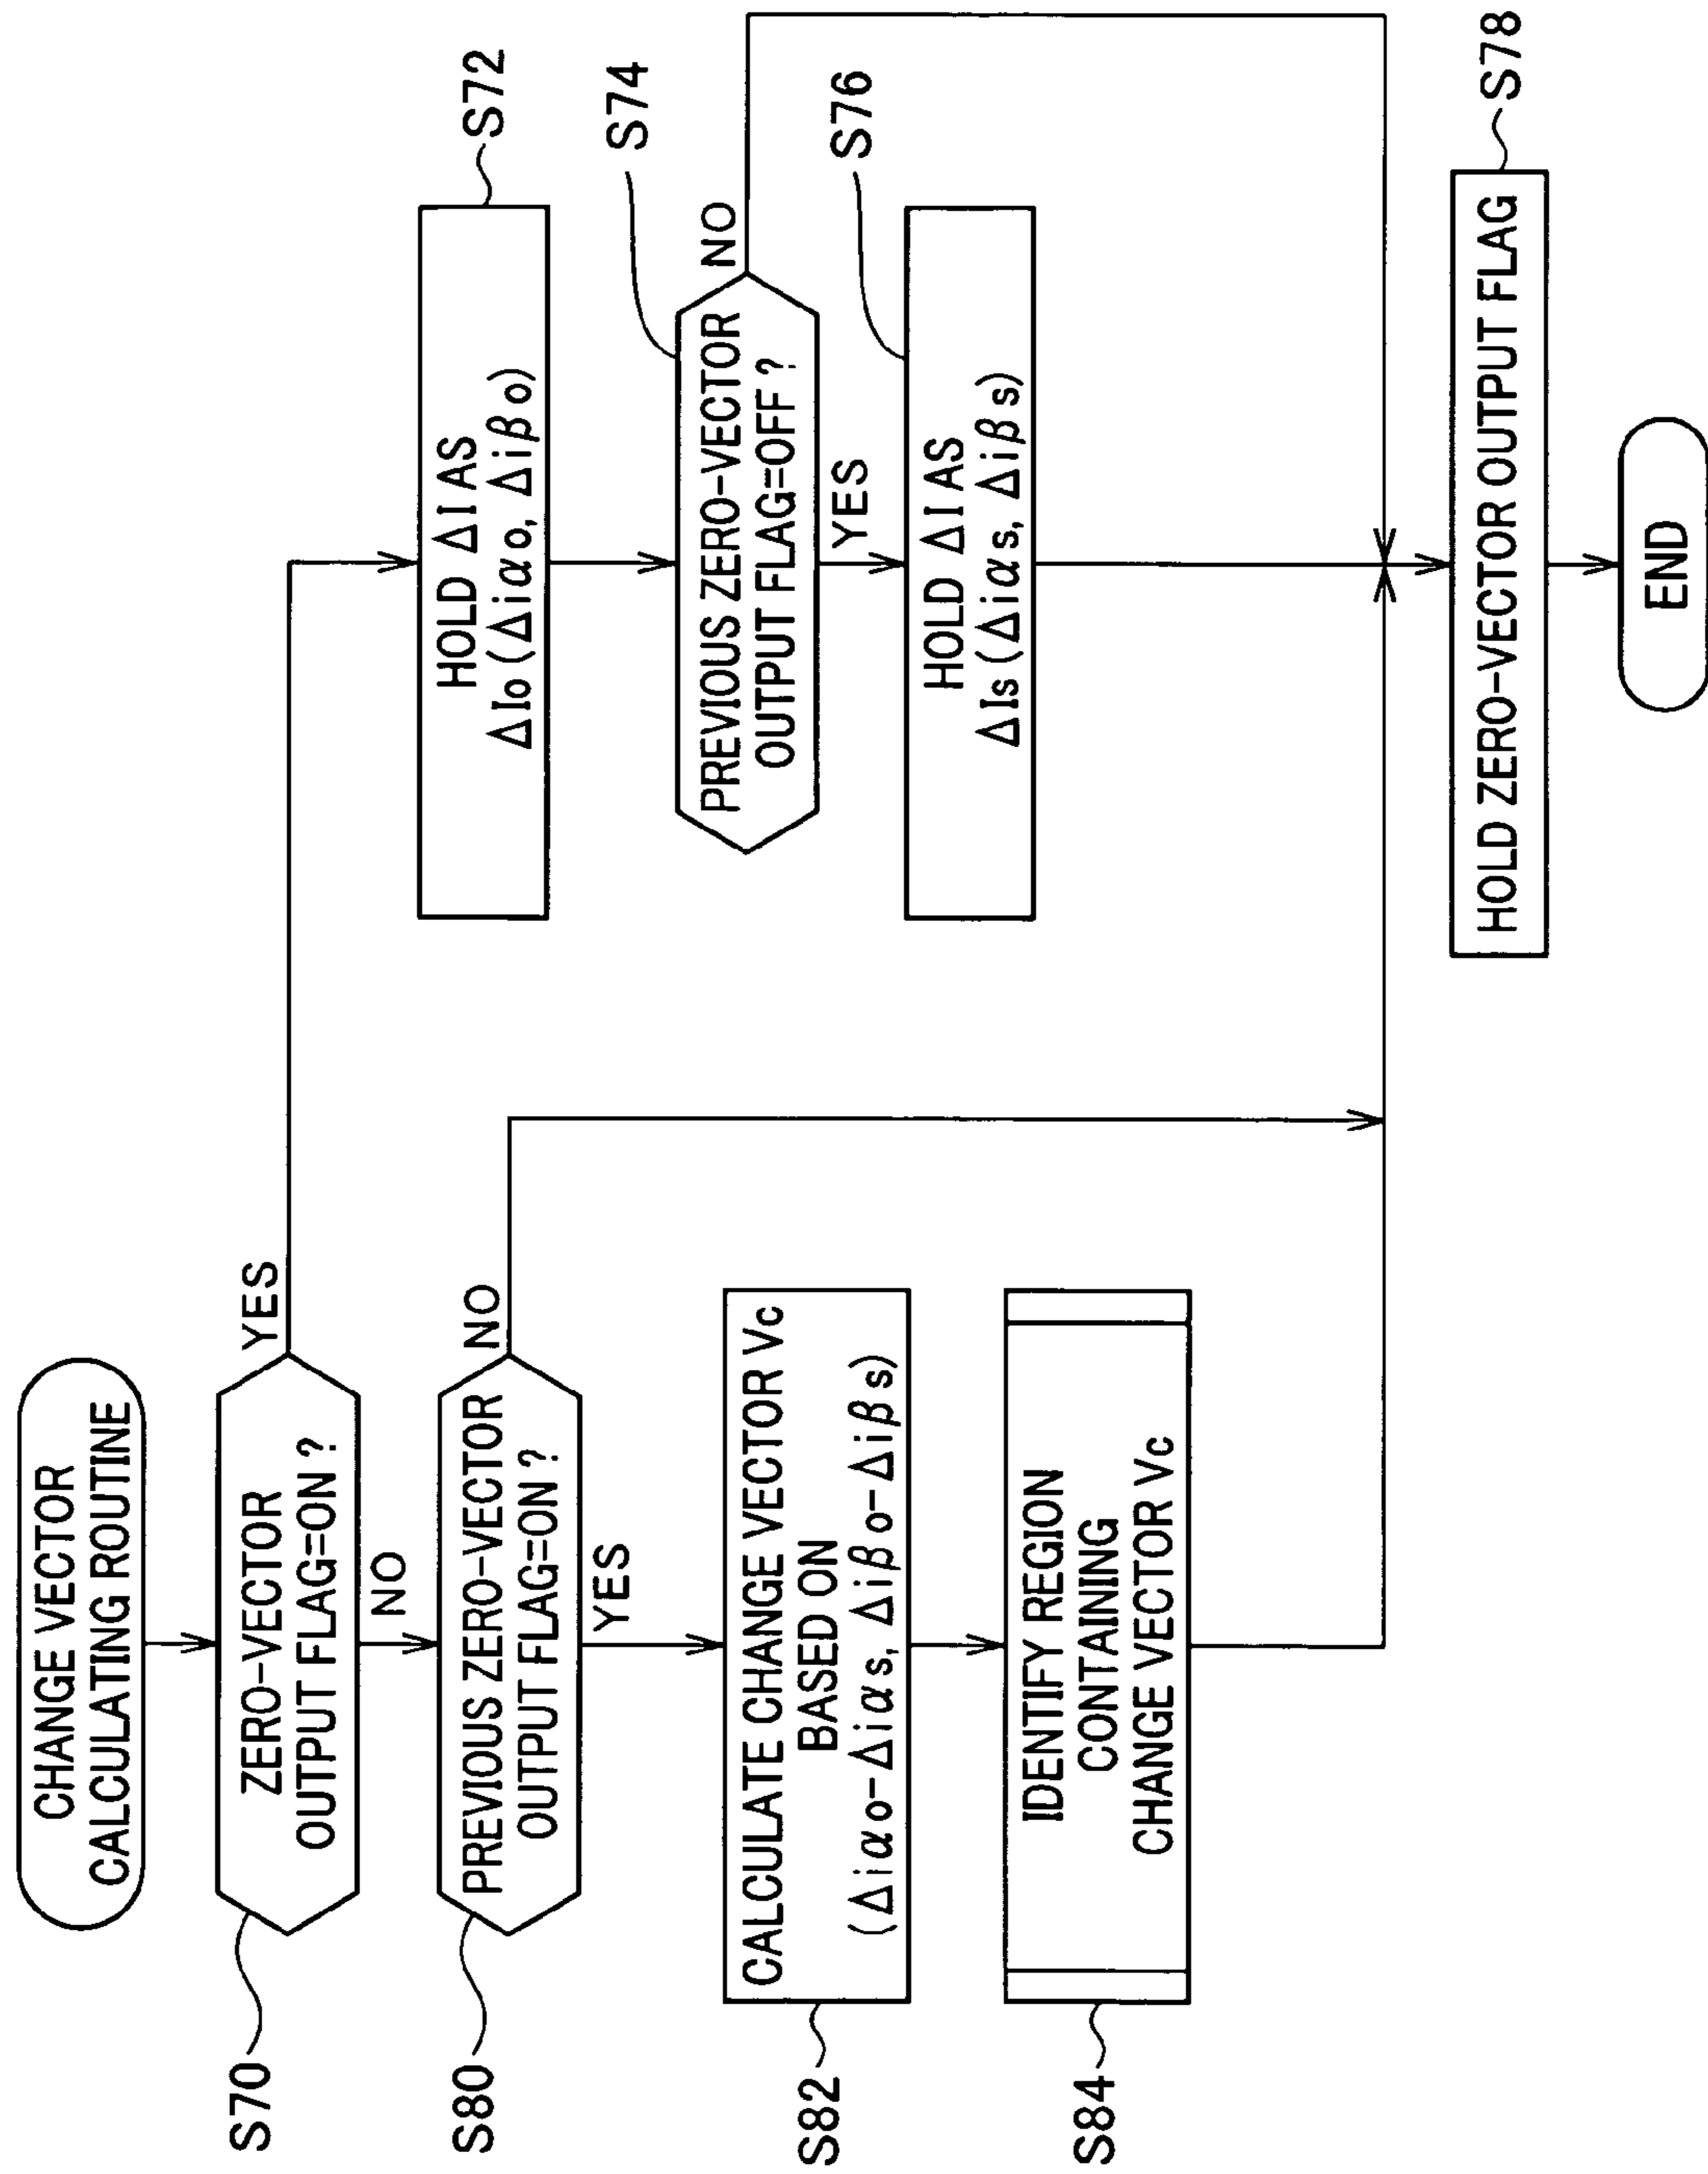 CHANGE VECTOR
CALCULATING ROUTINE
S70
ZERO-VECTOR
OUTPUT FLAG=ON ?
YES
NO
S80
PREVIOUS ZERO-VECTOR
OUTPUT FLAG=ON ?
NO
YES
S82
CALCULATE CHANGE VECTOR Vc
BASED ON
(Δiαo-Δiαs, Δiβo-Δiβs)
S84
IDENTIFY REGION
CONTAINING
CHANGE VECTOR Vc
S72
HOLD ΔI AS
ΔIo (Δiαo, Δiβo)
S74
PREVIOUS ZERO-VECTOR
OUTPUT FLAG=OFF ?
NO
YES
S76
HOLD ΔI AS
ΔIs (Δiαs, Δiβs)
S78
HOLD ZERO-VECTOR OUTPUT FLAG
END